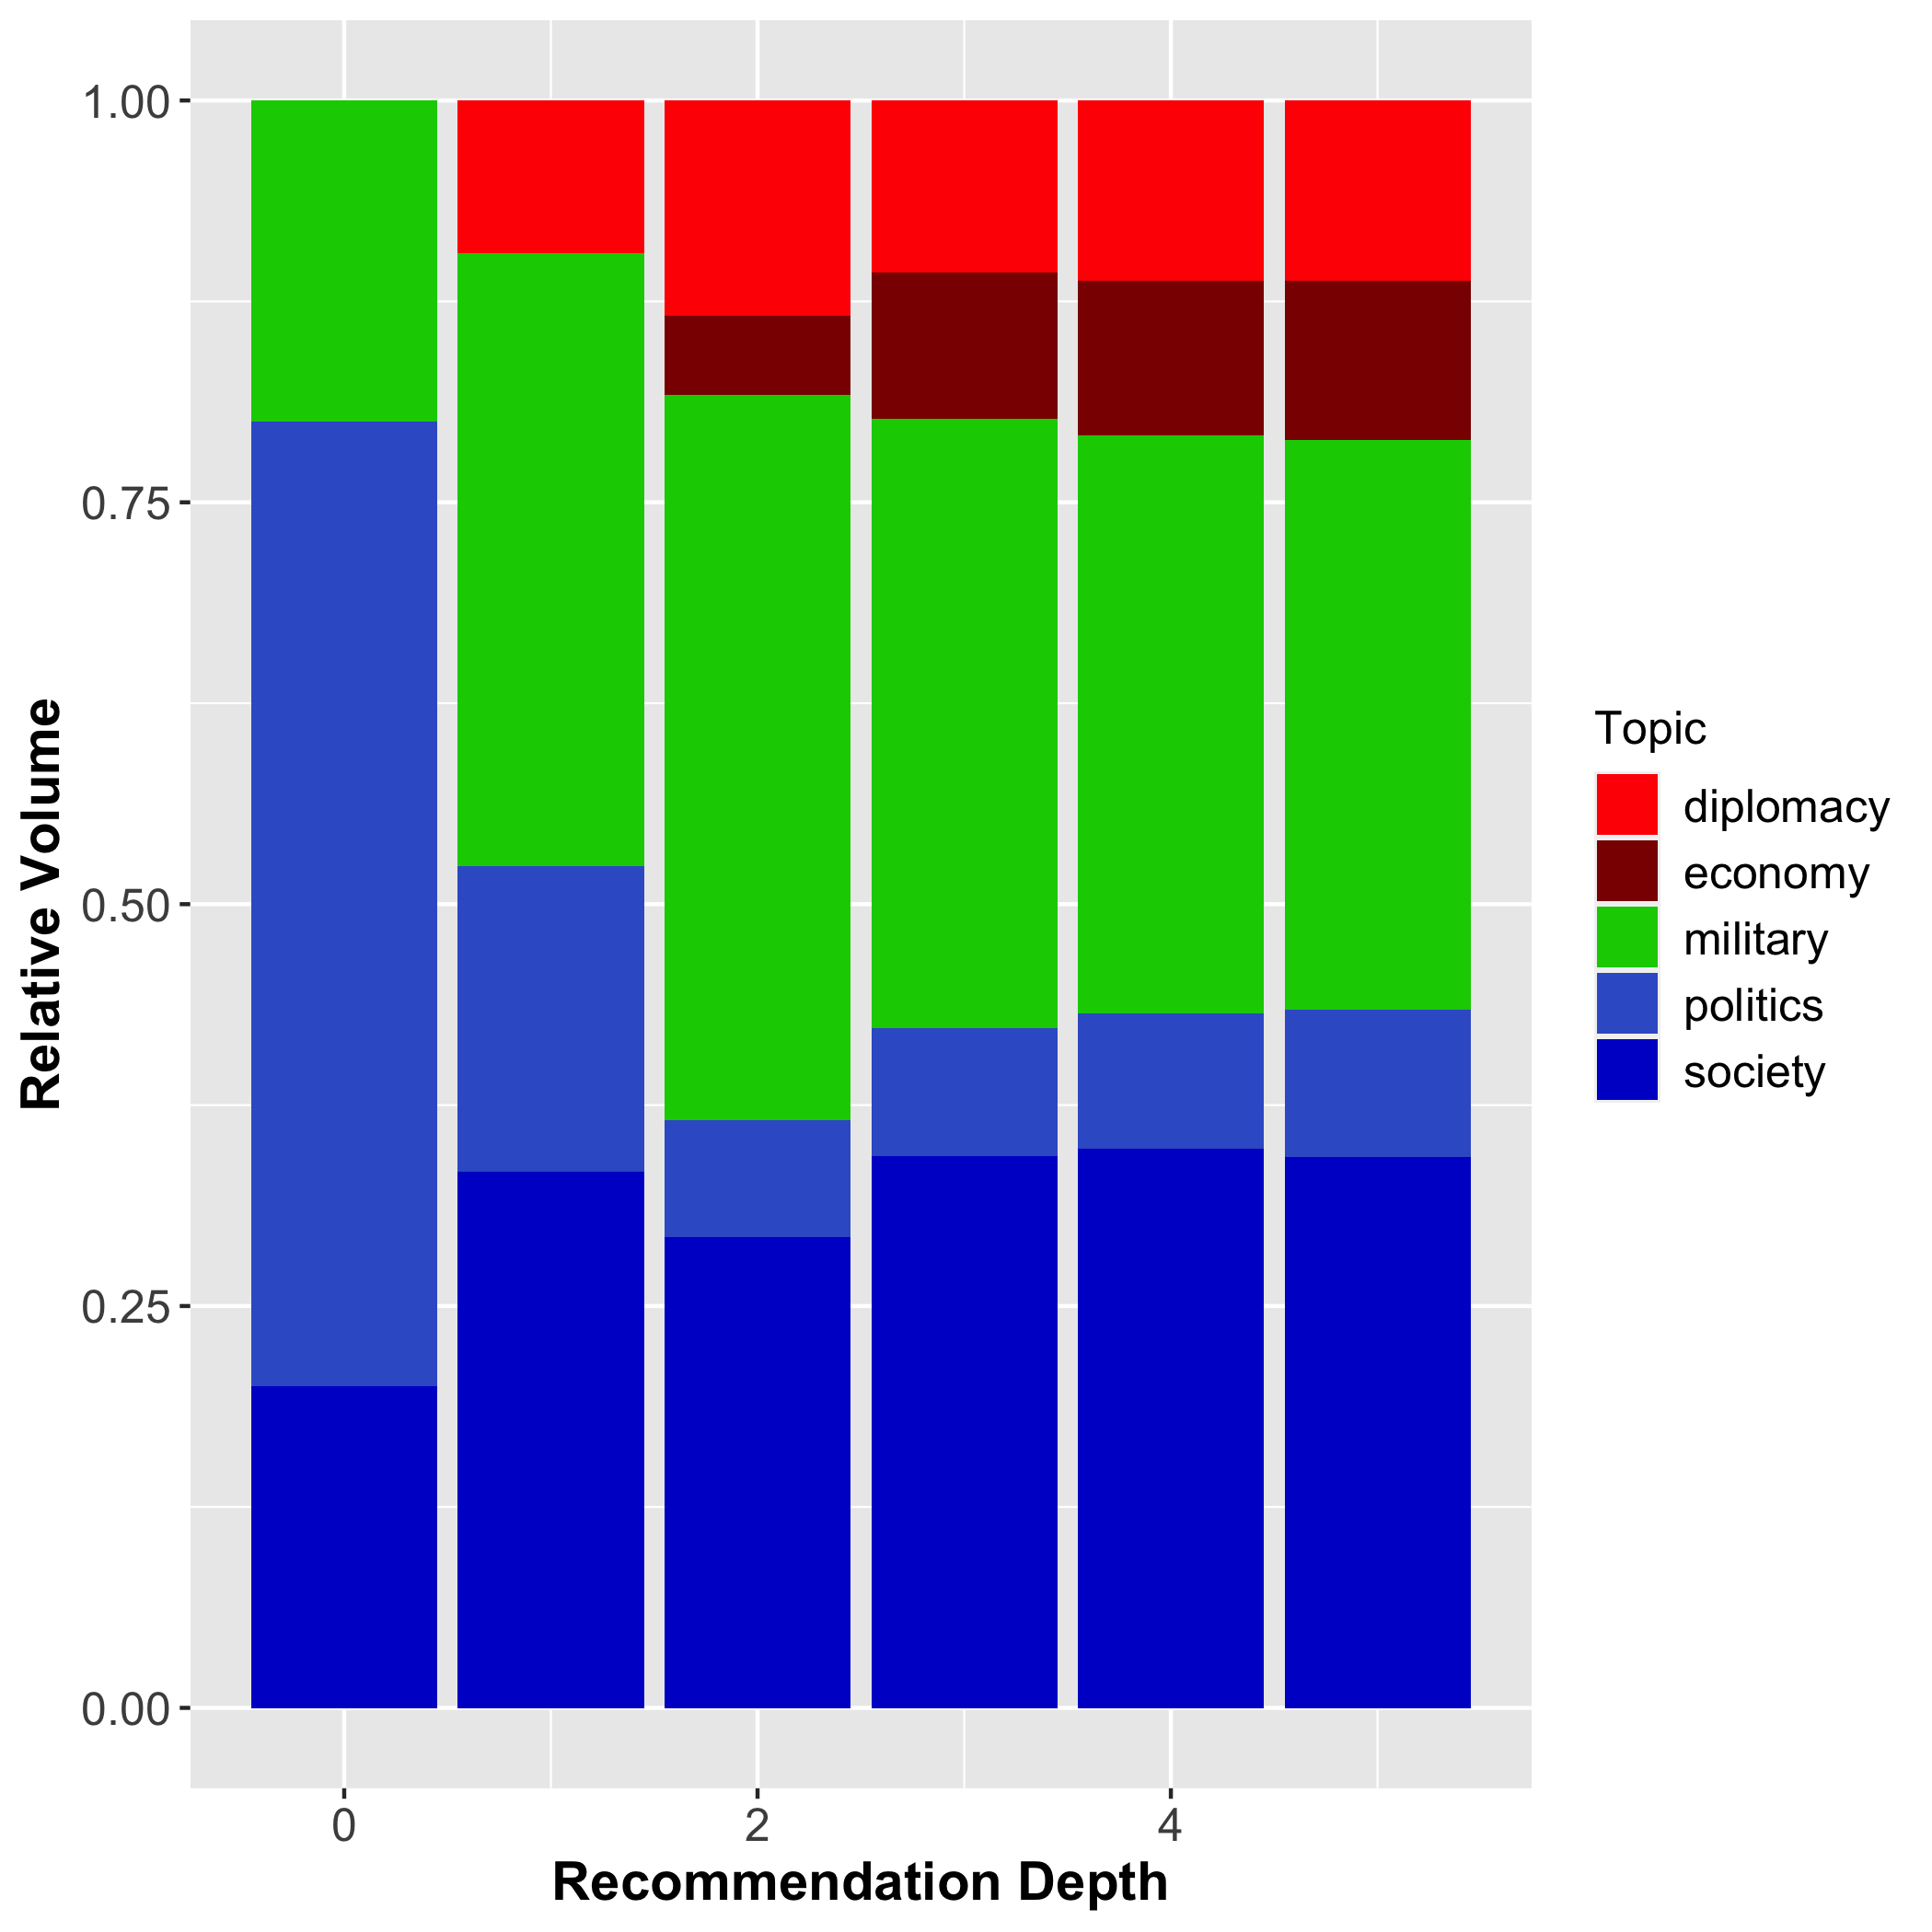 1.00
0.75
0.50
0.25
0.00
Relative Volume
0
2
4
Recommendation Depth
Topic
diplomacy
economy
military
politics
society